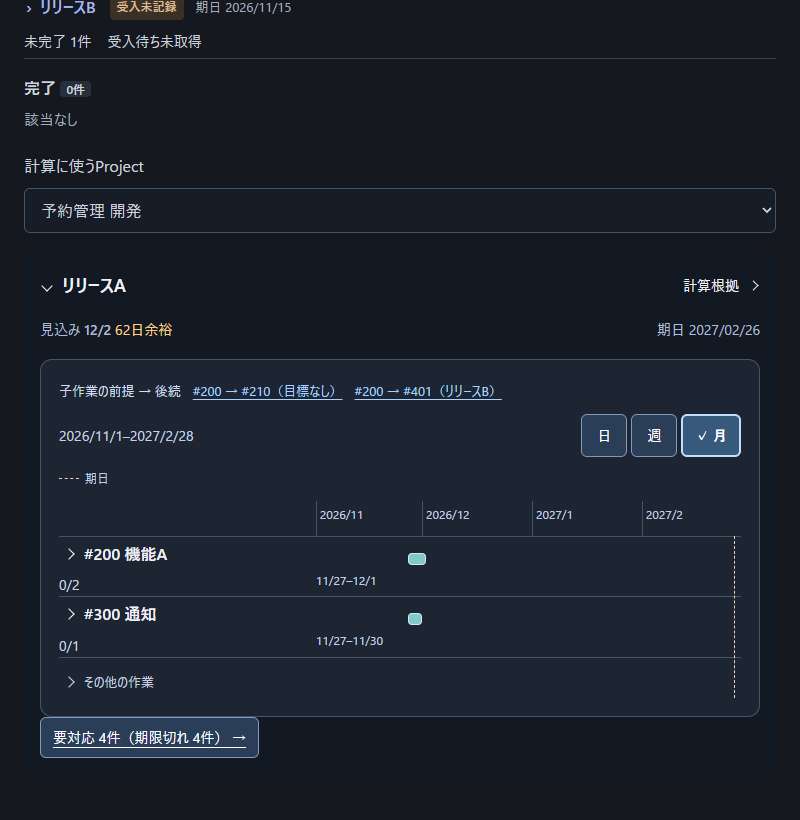 › リリースB 受入未記録 期日 2026/11/15
未完了 1件 受入待ち未取得
完了 0件
該当なし
計算に使うProject
予約管理 開発
リリースA 計算根拠
見込み 12/2 62日余裕 期日 2027/02/26
子作業の前提 → 後続 #200 → #210（目標なし） #200 → #401（リリースB）
2026/11/1–2027/2/28 日 週 ✓ 月
---- 期日
2026/11 2026/12 2027/1 2027/2
#200 機能A
0/2 11/27–12/1
#300 通知
0/1 11/27–11/30
その他の作業
要対応 4件（期限切れ 4件） →